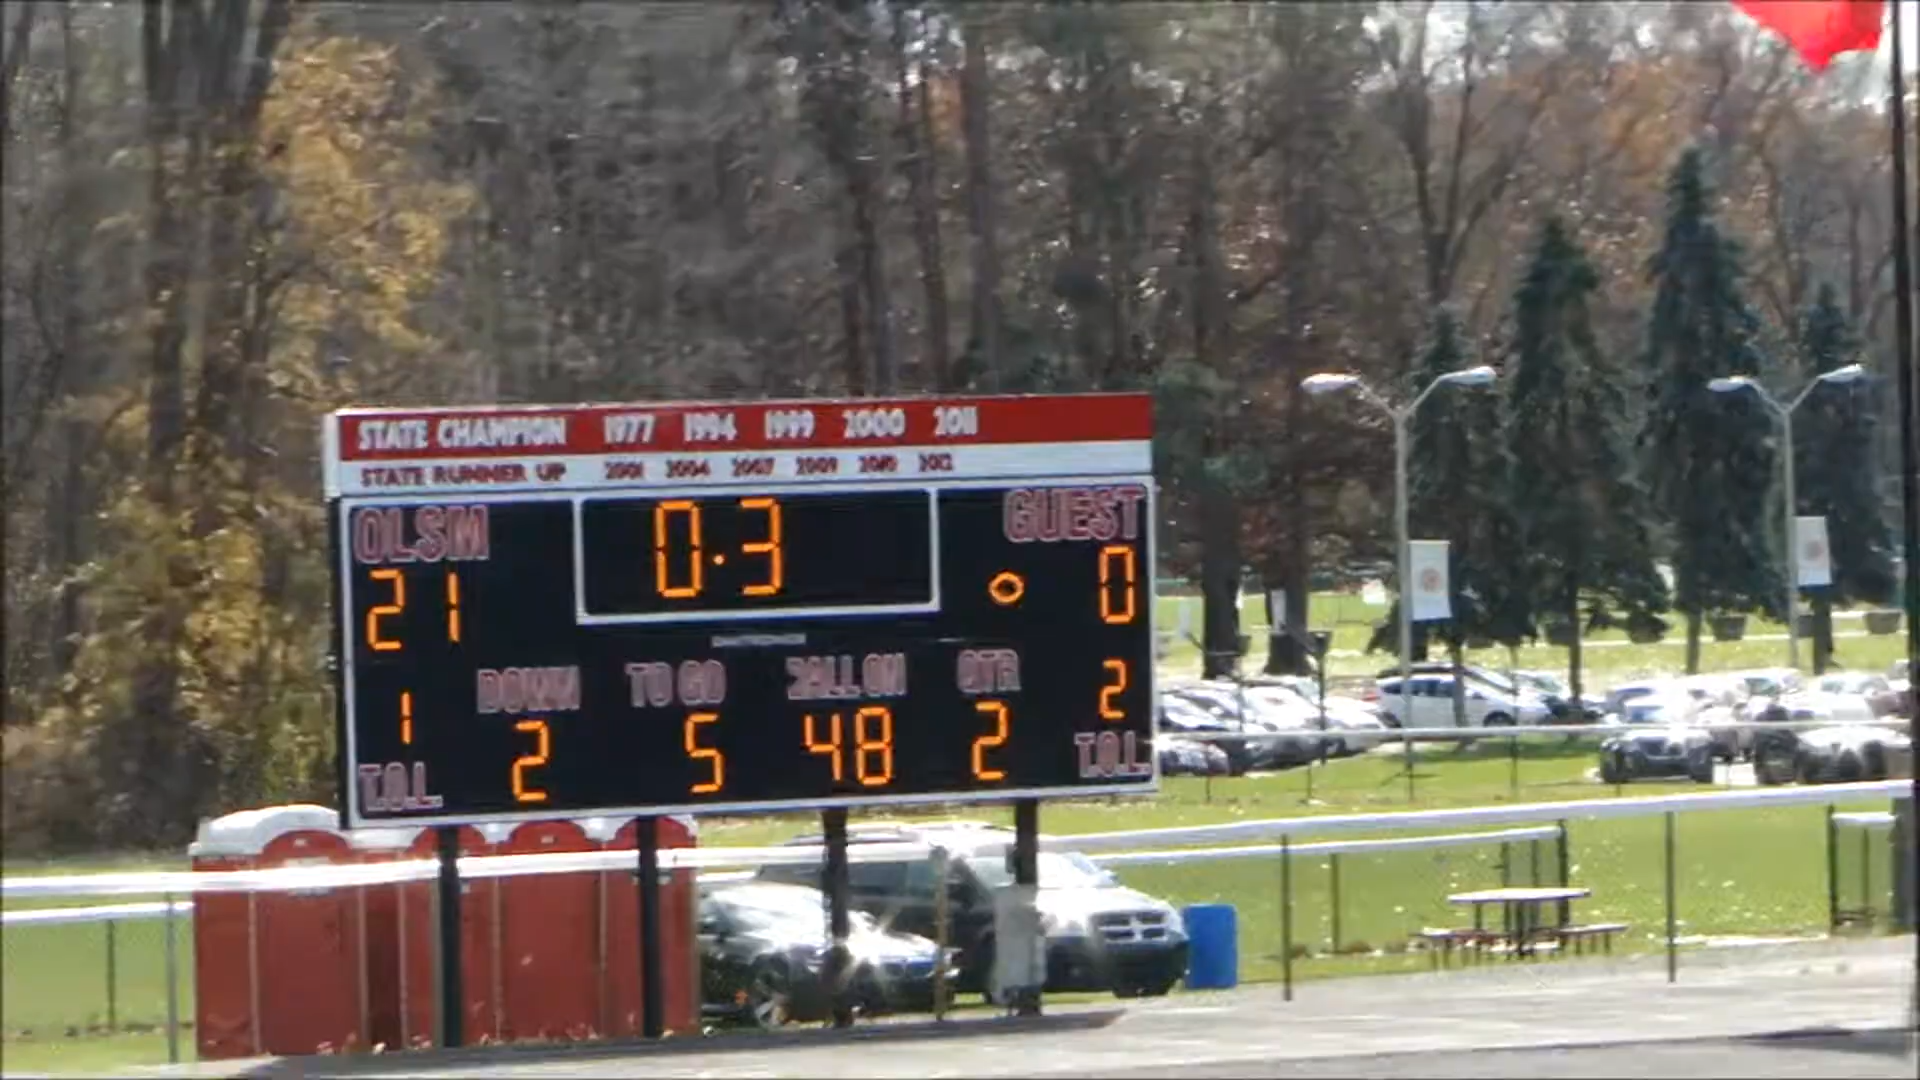 STATE CHAMPION 1977 1994 1999 2000 2011
STATE RUNNER UP 2001 2004 2007 2009 2010 2012
OLSM 0.3 GUEST
21 0
DOWN TO GO BALL ON QTR
1 2 5 48 2 2
T.O.L. T.O.L.